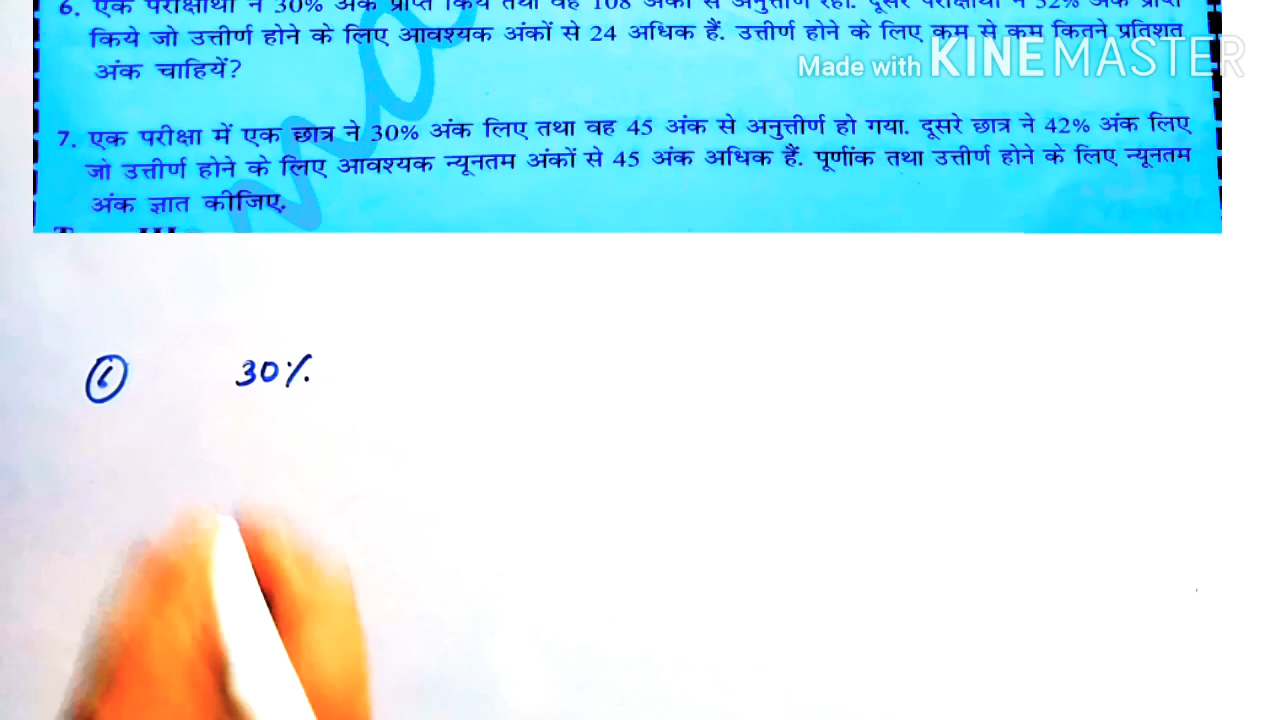 6. एक परीक्षार्थी ने 30% अंक प्राप्त किये तथा वह 108 अंकों से अनुत्तीर्ण रहा. दूसरे परीक्षार्थी ने 52% अंक प्राप्त
किये जो उत्तीर्ण होने के लिए आवश्यक अंकों से 24 अधिक हैं. उत्तीर्ण होने के लिए कम से कम कितने प्रतिशत
अंक चाहियें?
Made with KINEMASTER
7. एक परीक्षा में एक छात्र ने 30% अंक लिए तथा वह 45 अंक से अनुत्तीर्ण हो गया. दूसरे छात्र ने 42% अंक लिए
जो उत्तीर्ण होने के लिए आवश्यक न्यूनतम अंकों से 45 अंक अधिक हैं. पूर्णांक तथा उत्तीर्ण होने के लिए न्यूनतम
अंक ज्ञात कीजिए.
6 30%